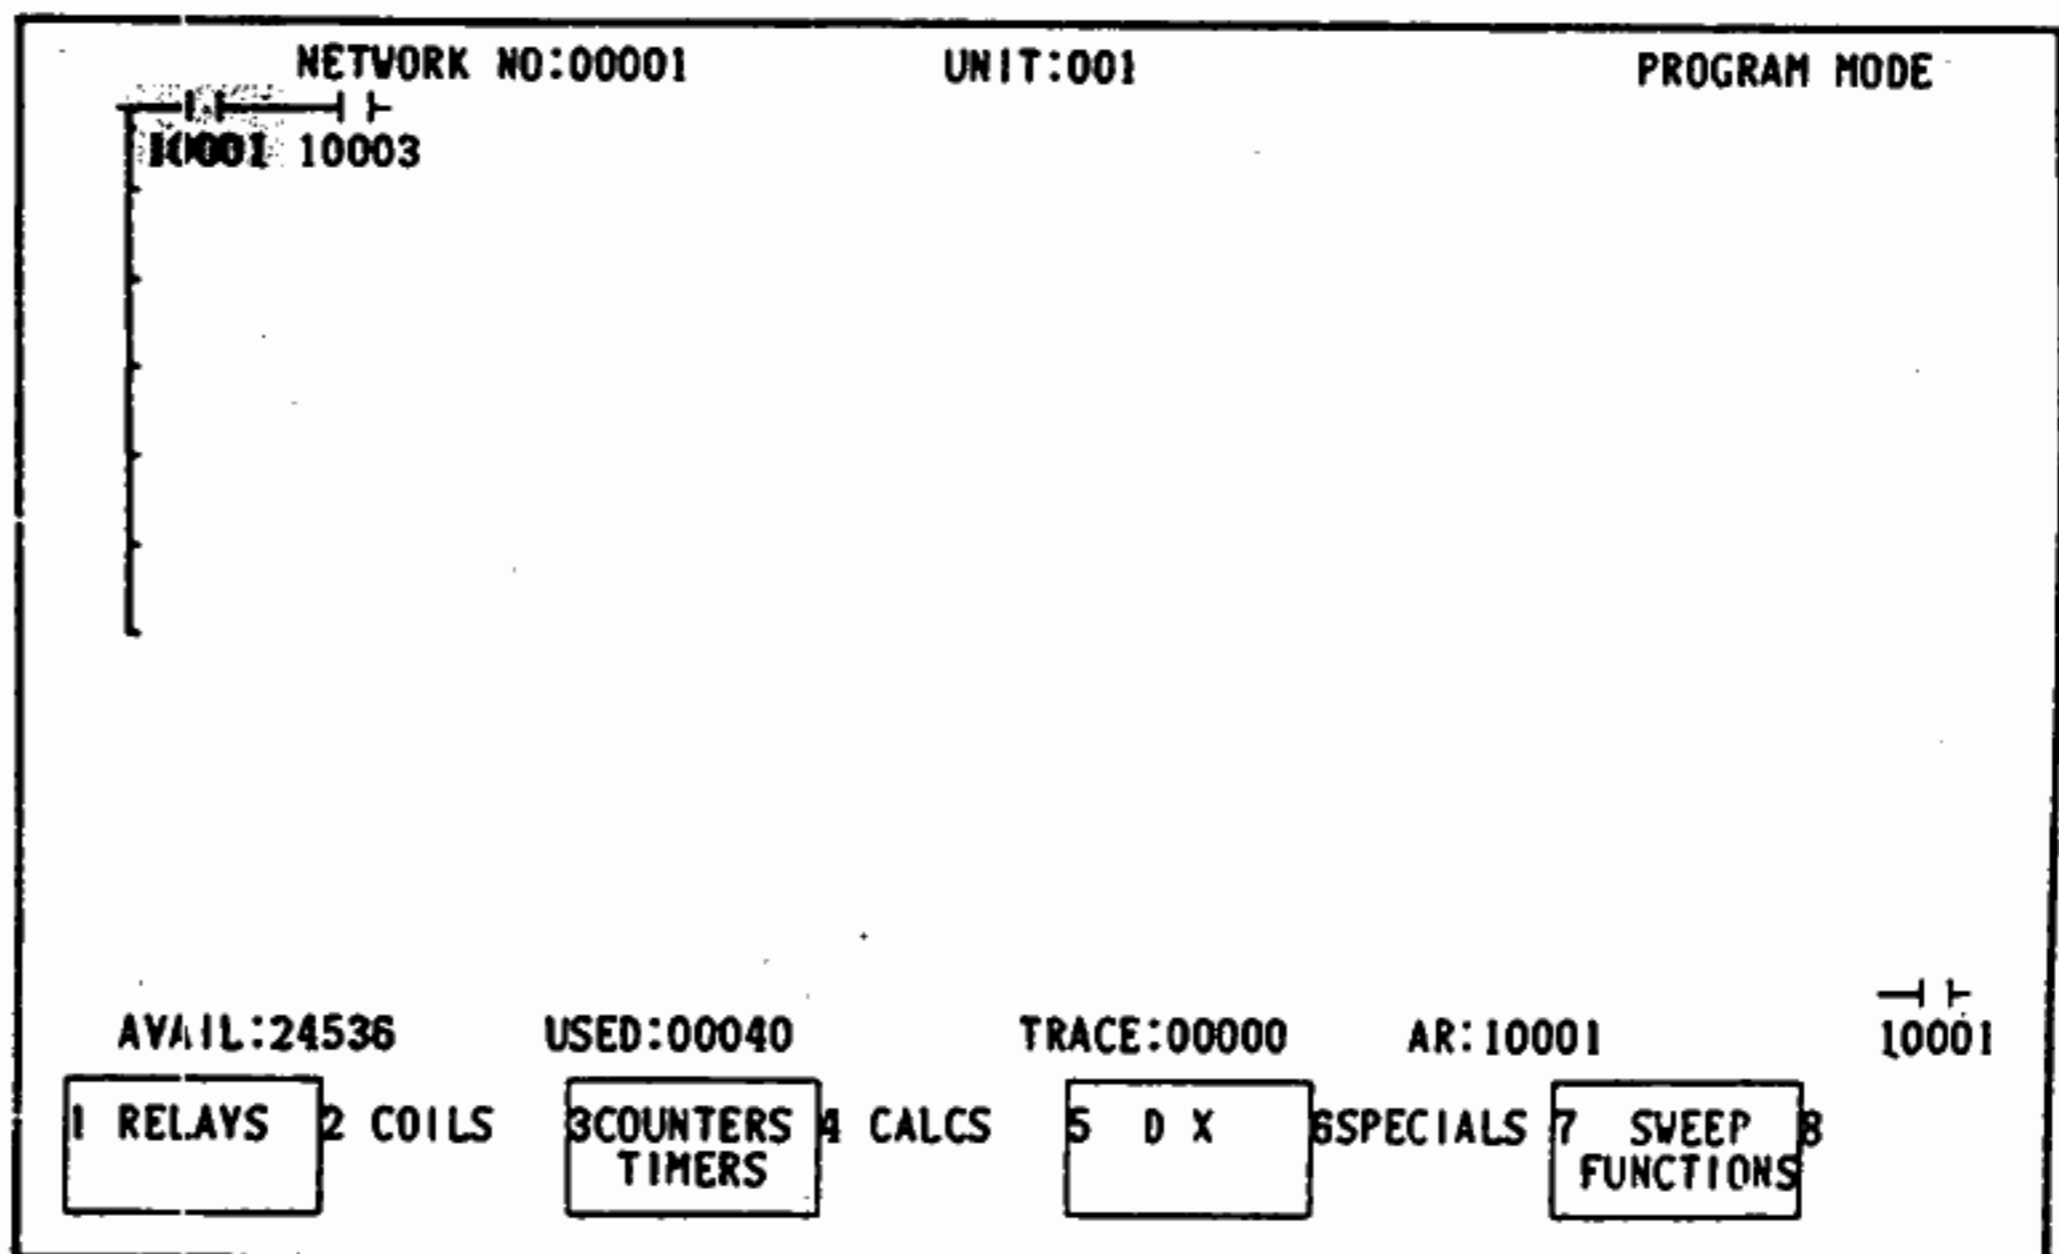 NETWORK NO:00001 UNIT:001 PROGRAM MODE
10001 10003
AVAIL:24536 USED:00040 TRACE:00000 AR:10001 10001
1 RELAYS 2 COILS 3COUNTERS 4 CALCS 5 D X 6SPECIALS 7 SWEEP 8
TIMERS FUNCTIONS